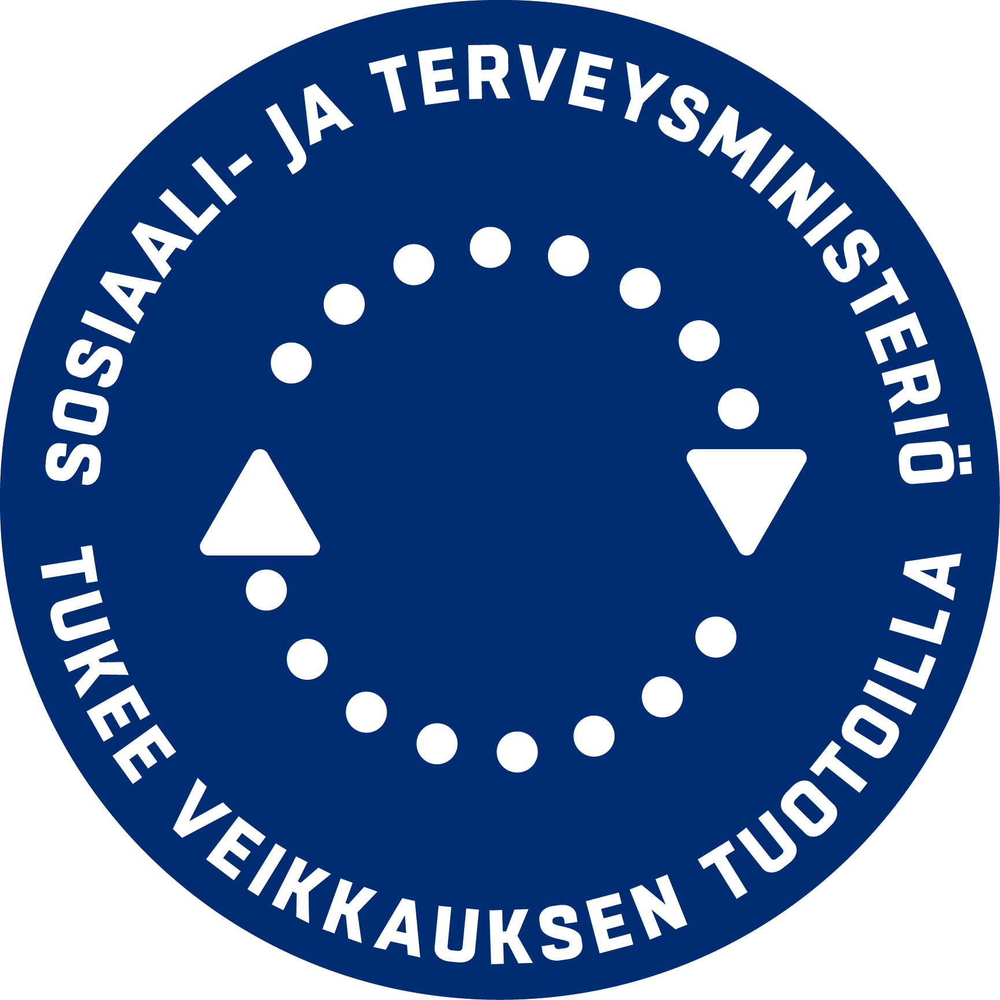 SOSIAALI- JA TERVEYSMINISTERIÖ
TUKEE VEIKKAUKSEN TUOTOILLA